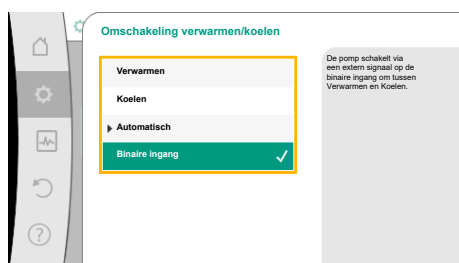 Omschakeling verwarmen/koelen
Verwarmen
Koelen
Automatisch
Binaire ingang
De pomp schakelt via
een extern signaal op de
binaire ingang om tussen
Verwarmen en Koelen.
?